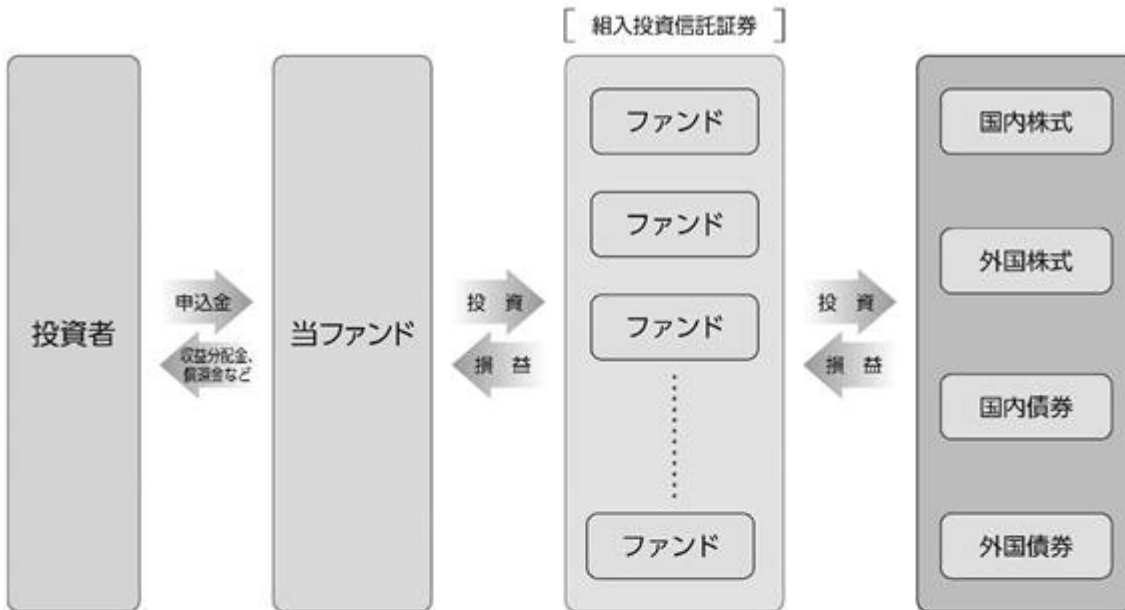 ［ 組入投資信託証券 ］
投資者
申込金
収益分配金、
償還金など
当ファンド
投 資
損 益
ファンド
ファンド
ファンド
ファンド
投 資
損 益
国内株式
外国株式
国内債券
外国債券